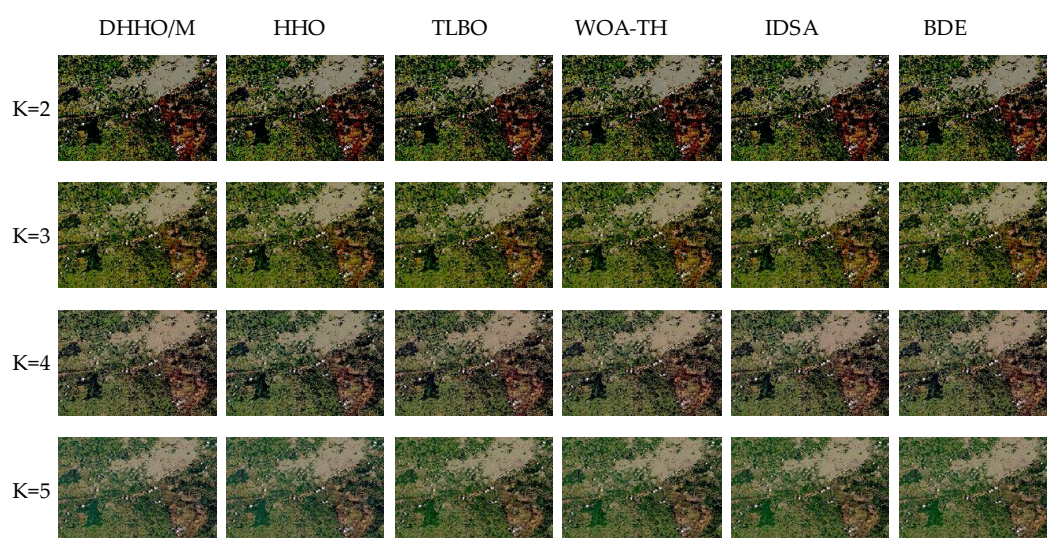 DHHO/M HHO TLBO WOA-TH IDSA BDE
K=2
K=3
K=4
K=5